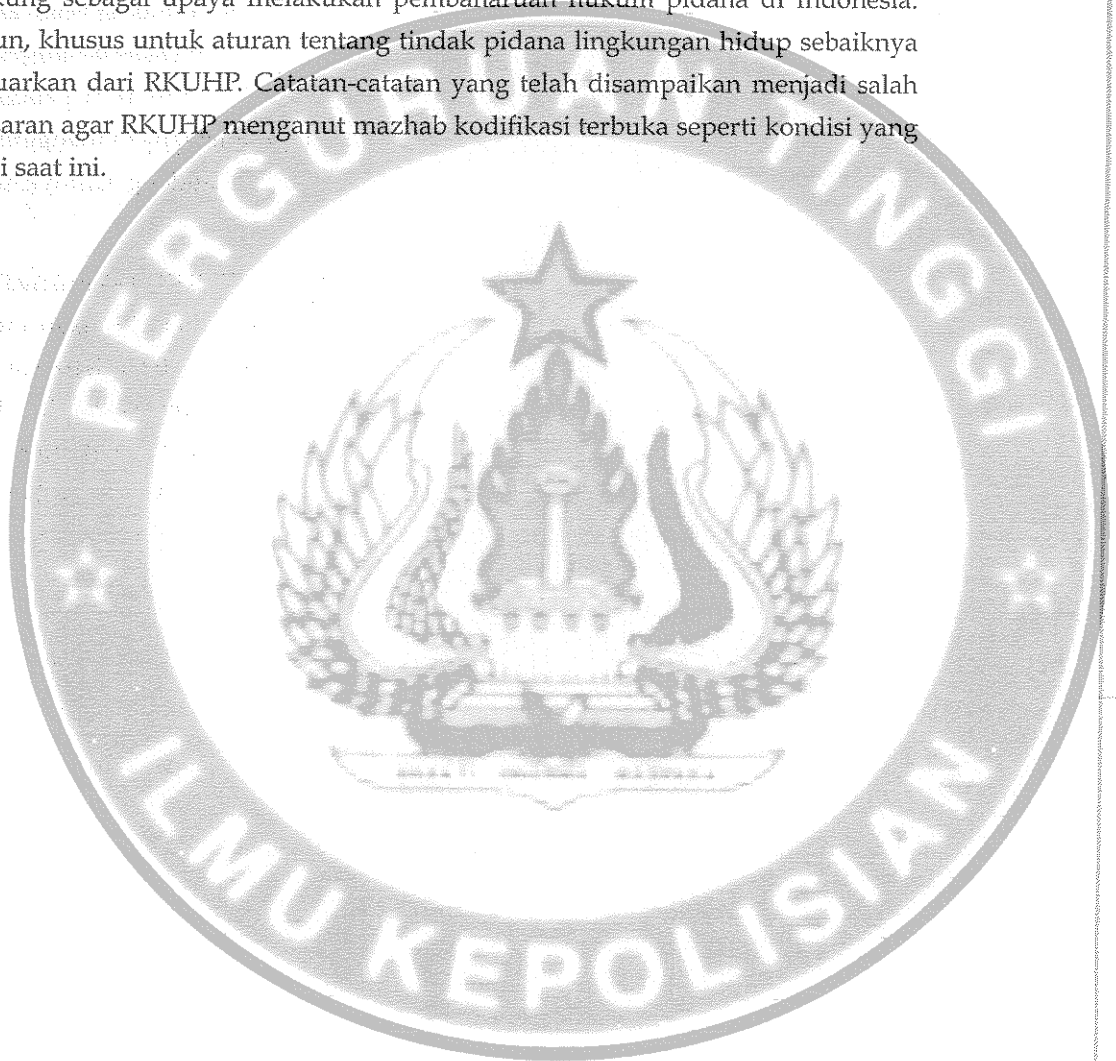 kung sebagai upaya melakukan pembaharuan hukum pidana di Indonesia.
un, khusus untuk aturan tentang tindak pidana lingkungan hidup sebaiknya
uarkan dari RKUHP. Catatan-catatan yang telah disampaikan menjadi salah
aran agar RKUHP menganut mazhab kodifikasi terbuka seperti kondisi yang
i saat ini.
PERGURUAN TINGGI
ILMU KEPOLISIAN